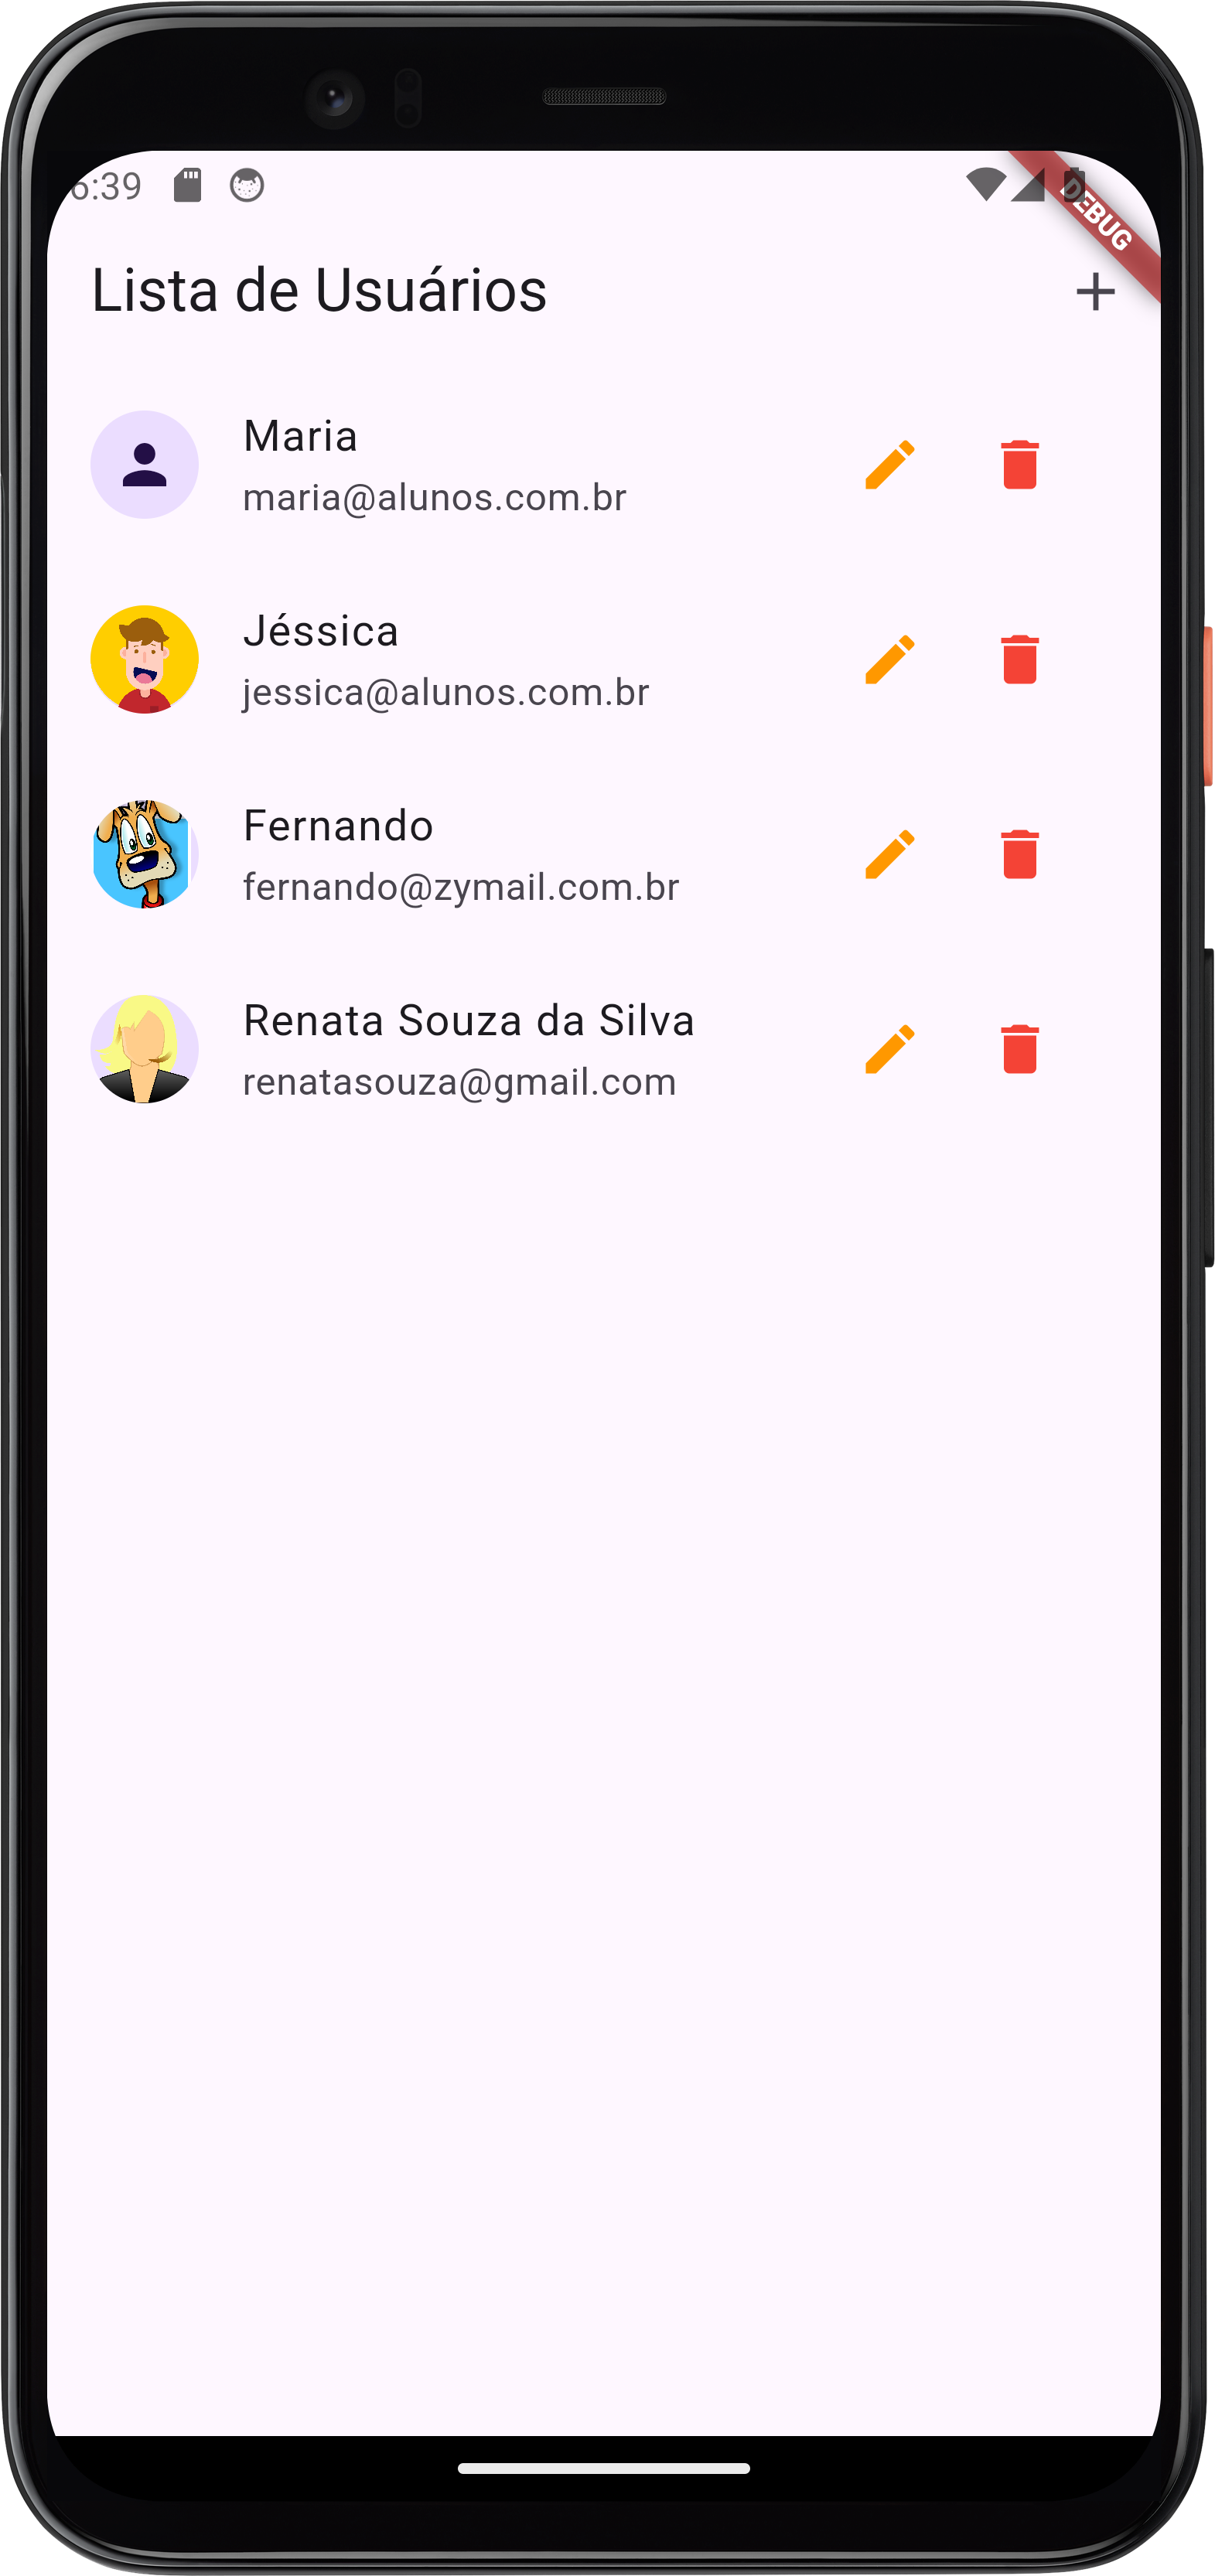 6:39
DEBUG
Lista de Usuários
Maria
maria@alunos.com.br
Jéssica
jessica@alunos.com.br
Fernando
fernando@zymail.com.br
Renata Souza da Silva
renatasouza@gmail.com